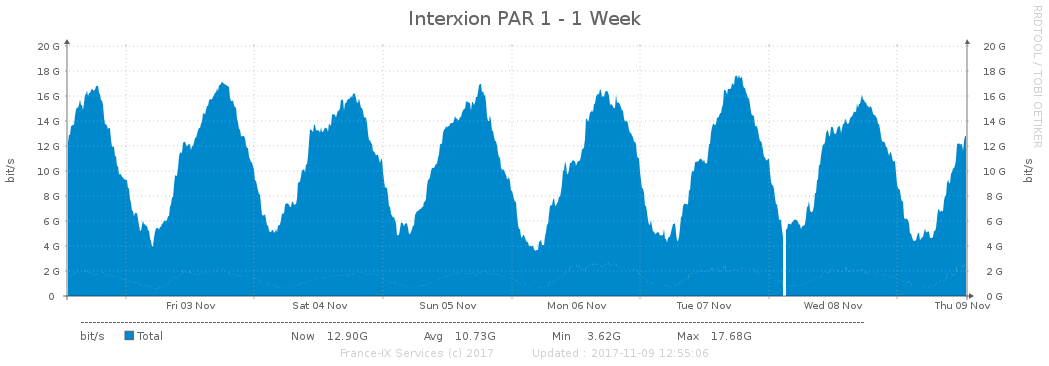 Interxion PAR 1 - 1 Week
RRDTOOL / TOBI OETIKER
20 G 20 G
18 G 18 G
16 G 16 G
14 G 14 G
12 G 12 G
10 G 10 G
8 G 8 G
6 G 6 G
4 G 4 G
2 G 2 G
0 0 G
bit/s
bit/s
Fri 03 Nov Sat 04 Nov Sun 05 Nov Mon 06 Nov Tue 07 Nov Wed 08 Nov Thu 09 Nov
bit/s Total Now 12.90G Avg 10.73G Min 3.62G Max 17.68G
France-IX Services (c) 2017 Updated : 2017-11-09 12:55:06